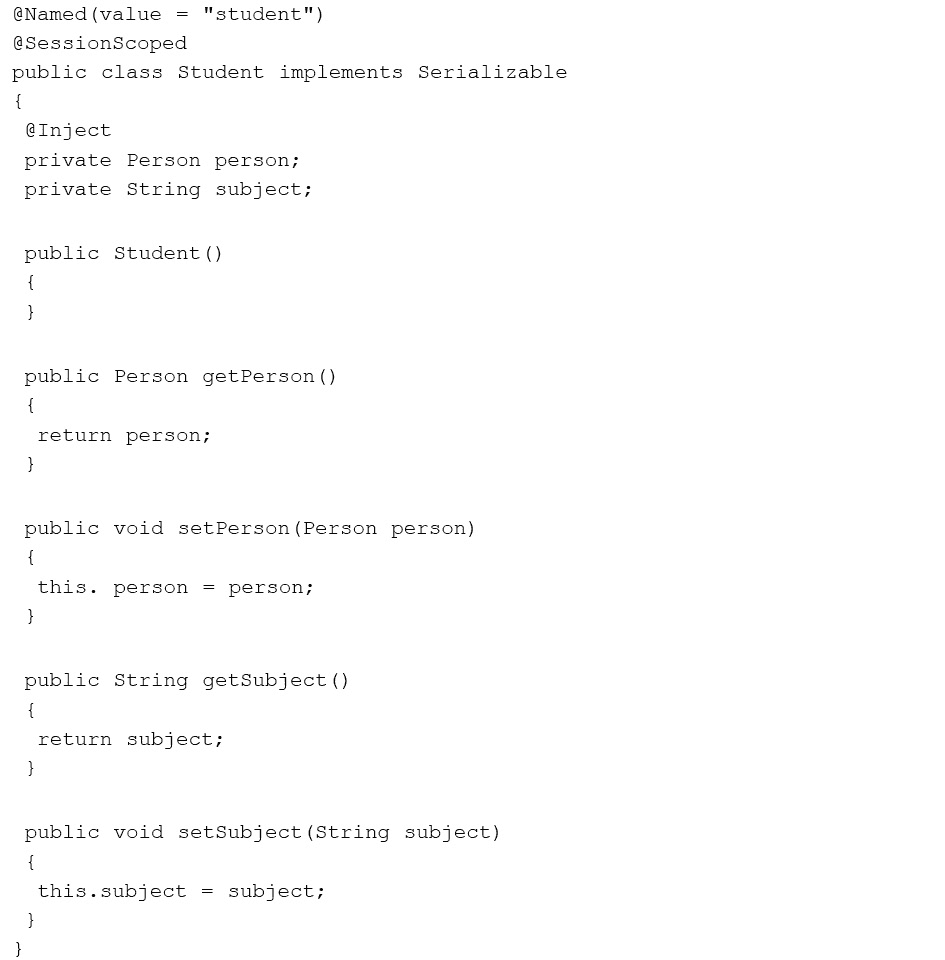 @Named(value = "student")
@SessionScoped
public class Student implements Serializable
{
@Inject
private Person person;
private String subject;
public Student()
{
}
public Person getPerson()
{
return person;
}
public void setPerson(Person person)
{
this. person = person;
}
public String getSubject()
{
return subject;
}
public void setSubject(String subject)
{
this.subject = subject;
}
}